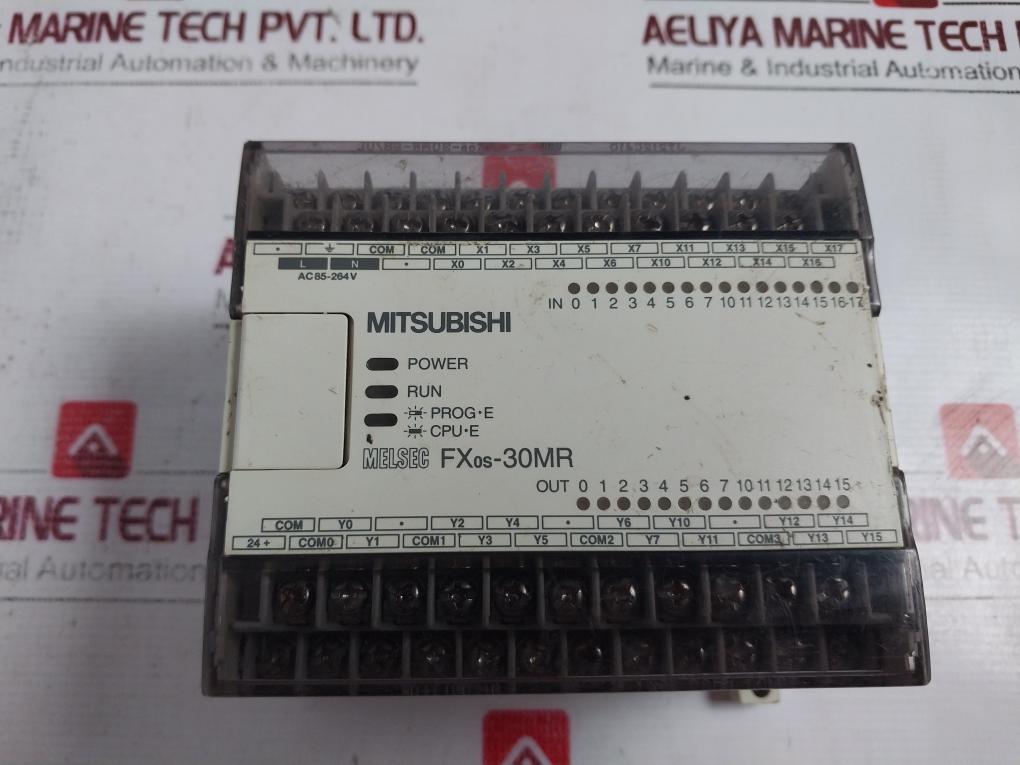 MARINE TECH PVT. LTD.
Industrial Automation & Machinery
AELIYA MARINE TECH
Marine & Industrial Automation
COM COM X1 X3 X5 X7 X11 X13 X15 X17
L N • X0 X2 X4 X6 X10 X12 X14 X16
AC85-264V
IN 0 1 2 3 4 5 6 7 10 11 12 13 14 15 16 17
MITSUBISHI
POWER
RUN
PROG•E
CPU•E
MELSEC FX0S-30MR
OUT 0 1 2 3 4 5 6 7 10 11 12 13 14 15
COM Y0 • Y2 Y4 • Y6 Y10 • Y12 Y14
24+ COM0 Y1 COM1 Y3 Y5 COM2 Y7 Y11 COM3 Y13 Y15
MARINE TECH
Automation